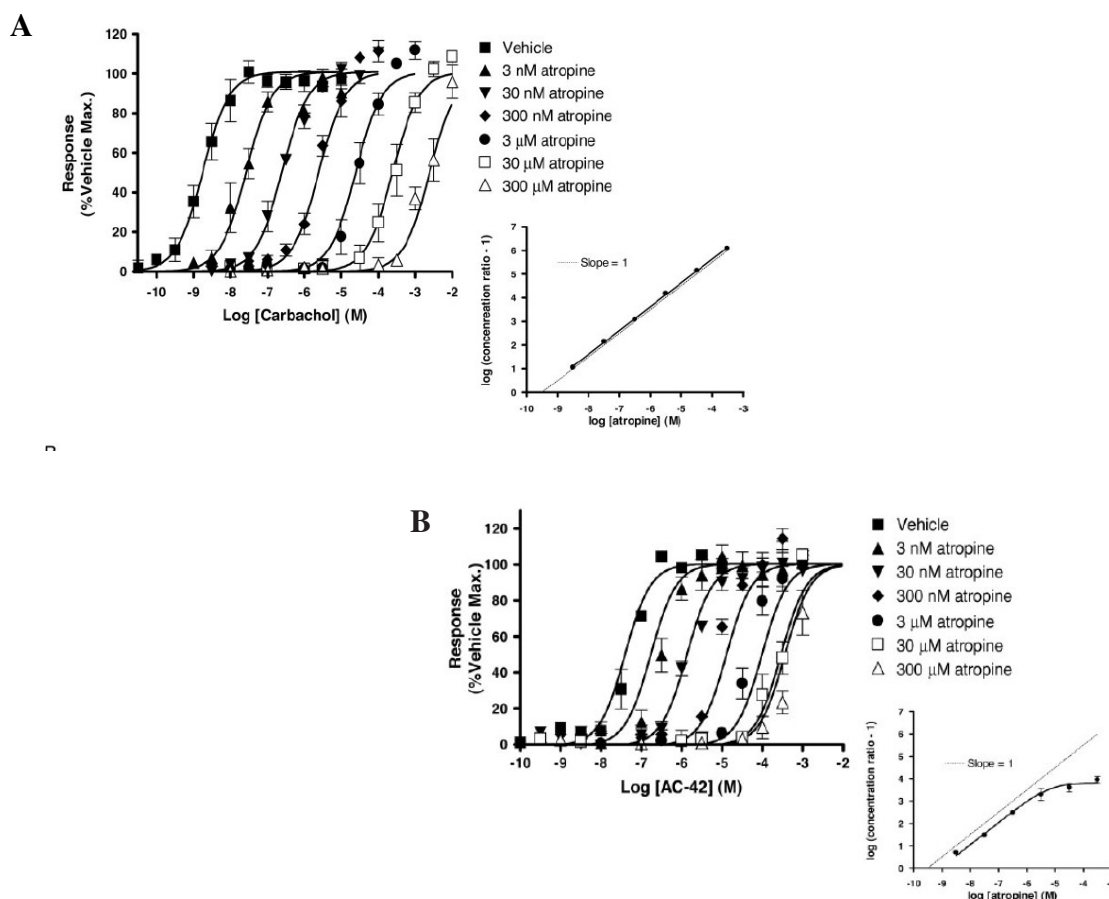 A
Response
(%Vehicle Max.)
120
100
80
60
40
20
0
-10 -9 -8 -7 -6 -5 -4 -3 -2
Log [Carbachol] (M)
Vehicle
3 nM atropine
30 nM atropine
300 nM atropine
3 μM atropine
30 μM atropine
300 μM atropine
log (concenreation ratio - 1)
7
6
5
4
3
2
1
0
Slope = 1
-10 -9 -8 -7 -6 -5 -4 -3
log [atropine] (M)
B
Response
(%Vehicle Max.)
120
100
80
60
40
20
0
-10 -9 -8 -7 -6 -5 -4 -3 -2
Log [AC-42] (M)
Vehicle
3 nM atropine
30 nM atropine
300 nM atropine
3 μM atropine
30 μM atropine
300 μM atropine
log (concentration ratio - 1)
7
6
5
4
3
2
1
0
Slope = 1
-10 -9 -8 -7 -6 -5 -4 -3
log [atropine] (M)